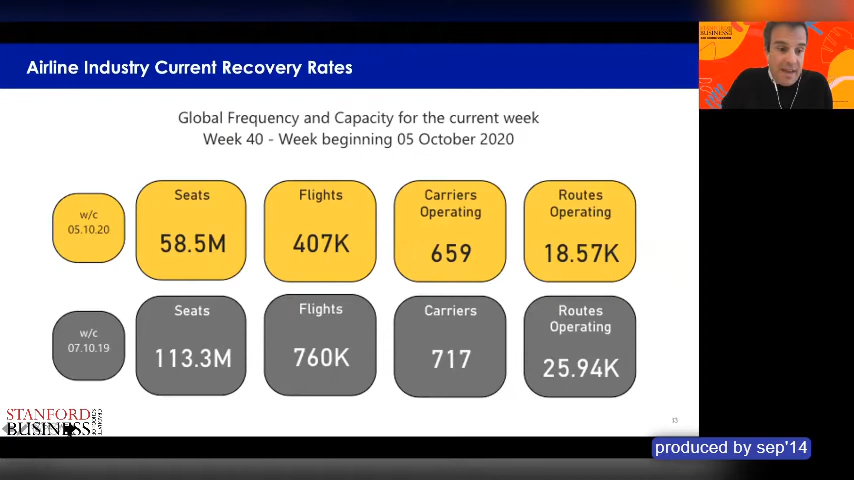 Airline Industry Current Recovery Rates
Global Frequency and Capacity for the current week
Week 40 - Week beginning 05 October 2020
w/c
05.10.20
Seats
58.5M
Flights
407K
Carriers
Operating
659
Routes
Operating
18.57K
w/c
07.10.19
Seats
113.3M
Flights
760K
Carriers
717
Routes
Operating
25.94K
STANFORD
BUSINESS
13
produced by sep'14
STANFORD
BUSINESS